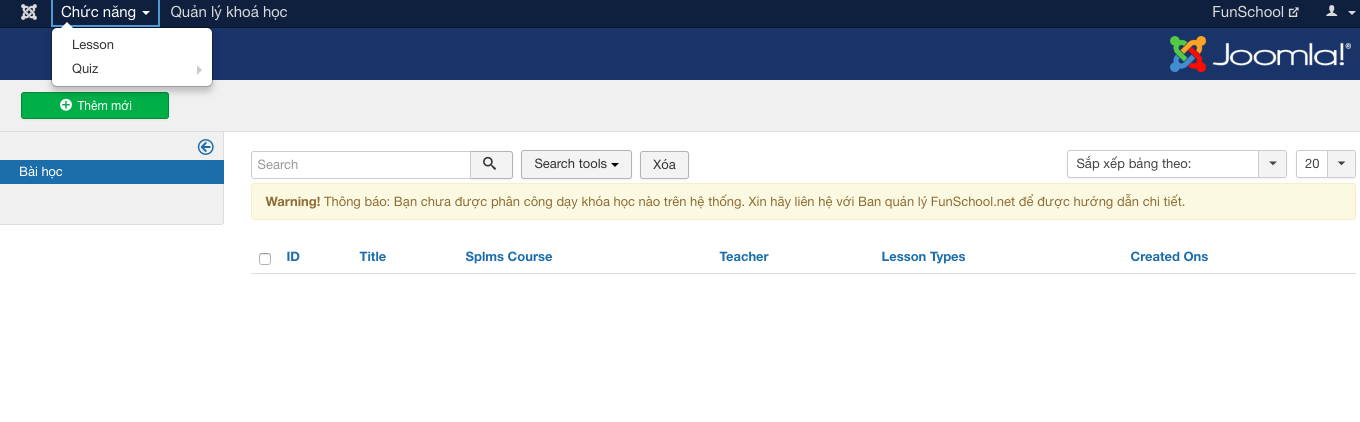 Chức năng Quản lý khoá học FunSchool
Lesson
Quiz
Joomla!®
Thêm mới
Bài học
Search Search tools Xóa Sắp xếp bảng theo: 20
Warning! Thông báo: Bạn chưa được phân công dạy khóa học nào trên hệ thống. Xin hãy liên hệ với Ban quản lý FunSchool.net để được hướng dẫn chi tiết.
ID Title Splms Course Teacher Lesson Types Created Ons